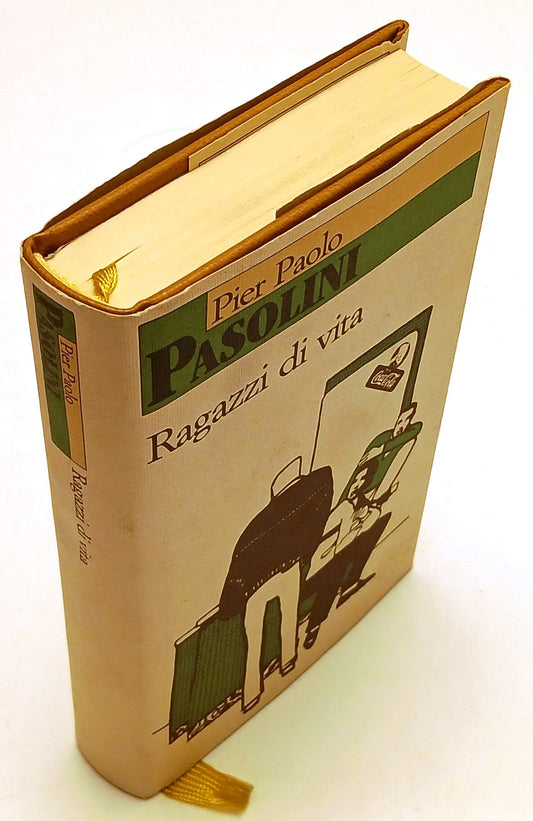 Pier Paolo
PASOLINI
Ragazzi di vita
Coca-Cola
Pier Paolo
PASOLINI
Ragazzi di vita